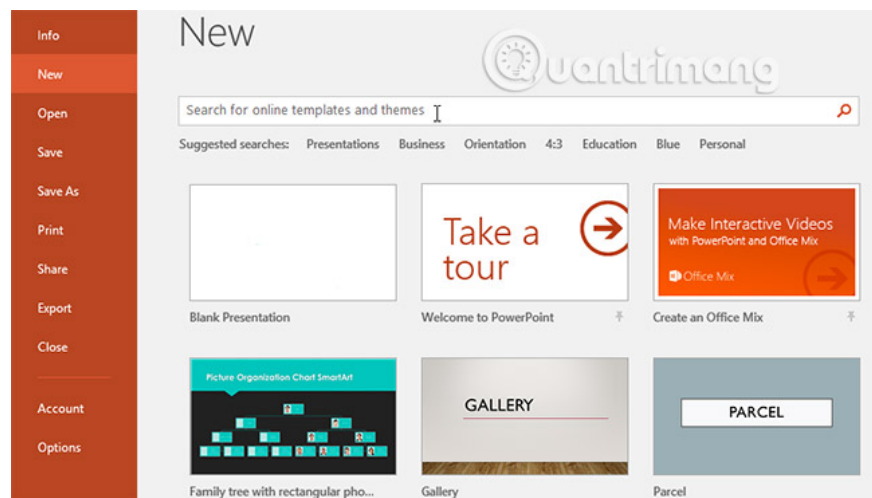 Info
New
Open
Save
Save As
Print
Share
Export
Close
Account
Options
New
Quantrimang
Search for online templates and themes
Suggested searches: Presentations Business Orientation 4:3 Education Blue Personal
Blank Presentation
Take a
tour
Welcome to PowerPoint
Make Interactive Videos
with PowerPoint and Office Mix
Office Mix
Create an Office Mix
Picture Organization Chart SmartArt
Family tree with rectangular pho...
GALLERY
Gallery
PARCEL
Parcel